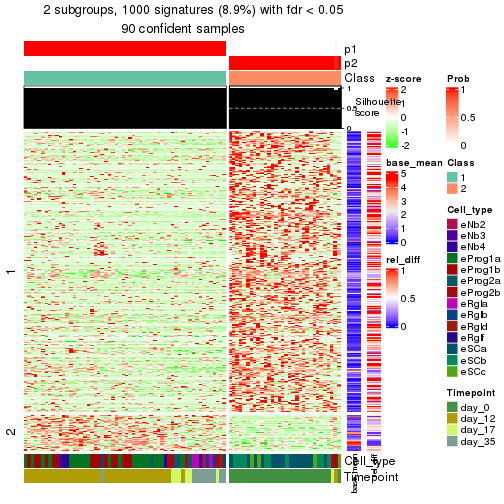 2 subgroups, 1000 signatures (8.9%) with fdr < 0.05
90 confident samples
p1
p2
Class
1
0.5
0
Silhouette
score
1
2
Cell_type
Timepoint
base_mean
rel_diff
z-score
2
1
0
-1
-2
base_mean
5
4
3
2
1
0
rel_diff
1
0.5
0
Prob
1
0.5
0
Class
1
2
Cell_type
eNb2
eNb3
eNb4
eProg1a
eProg1b
eProg2a
eProg2b
eRgla
eRglb
eRgld
eRglf
eSCa
eSCb
eSCc
Timepoint
day_0
day_12
day_17
day_35